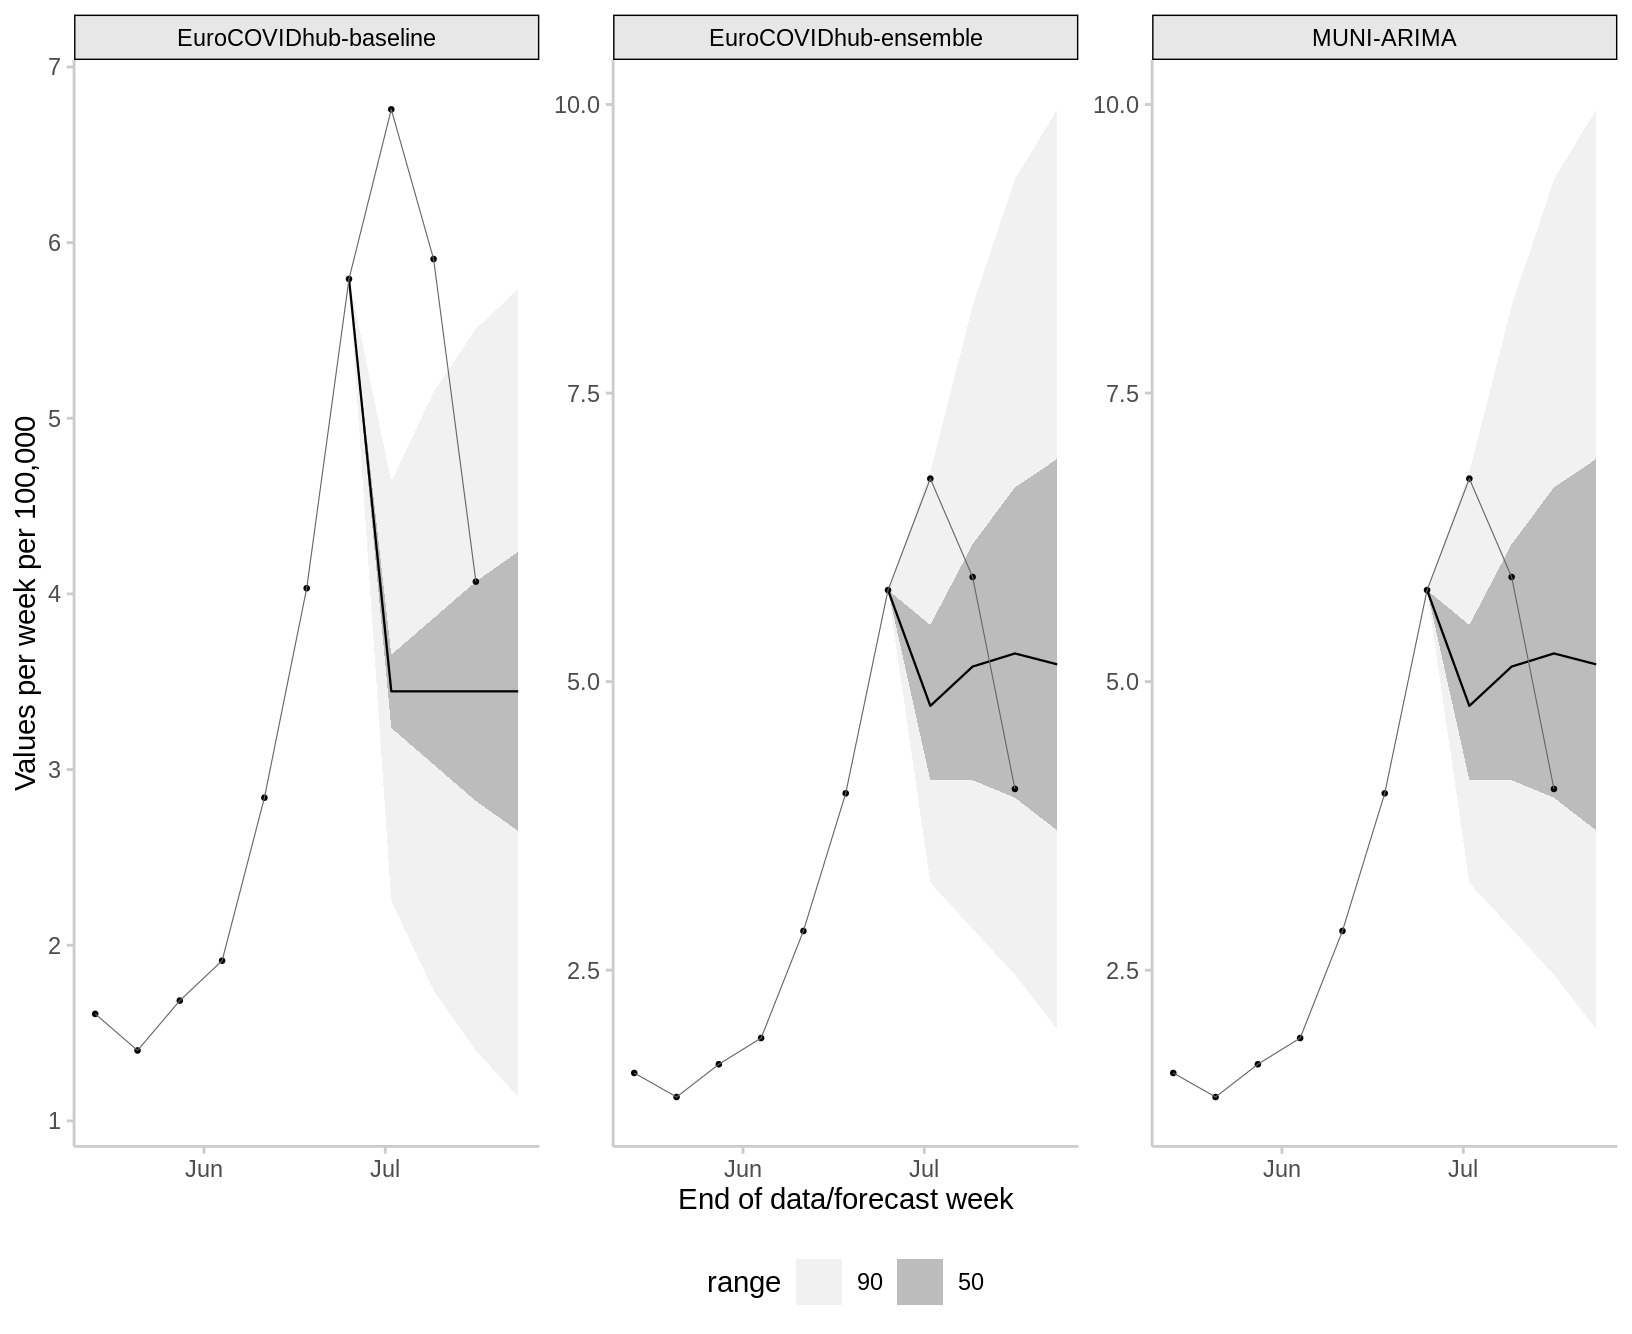 EuroCOVIDhub-baseline
EuroCOVIDhub-ensemble
MUNI-ARIMA
Values per week per 100,000
7
6
5
4
3
2
1
10.0
7.5
5.0
2.5
10.0
7.5
5.0
2.5
Jun
Jul
Jun
Jul
Jun
Jul
End of data/forecast week
range 90 50